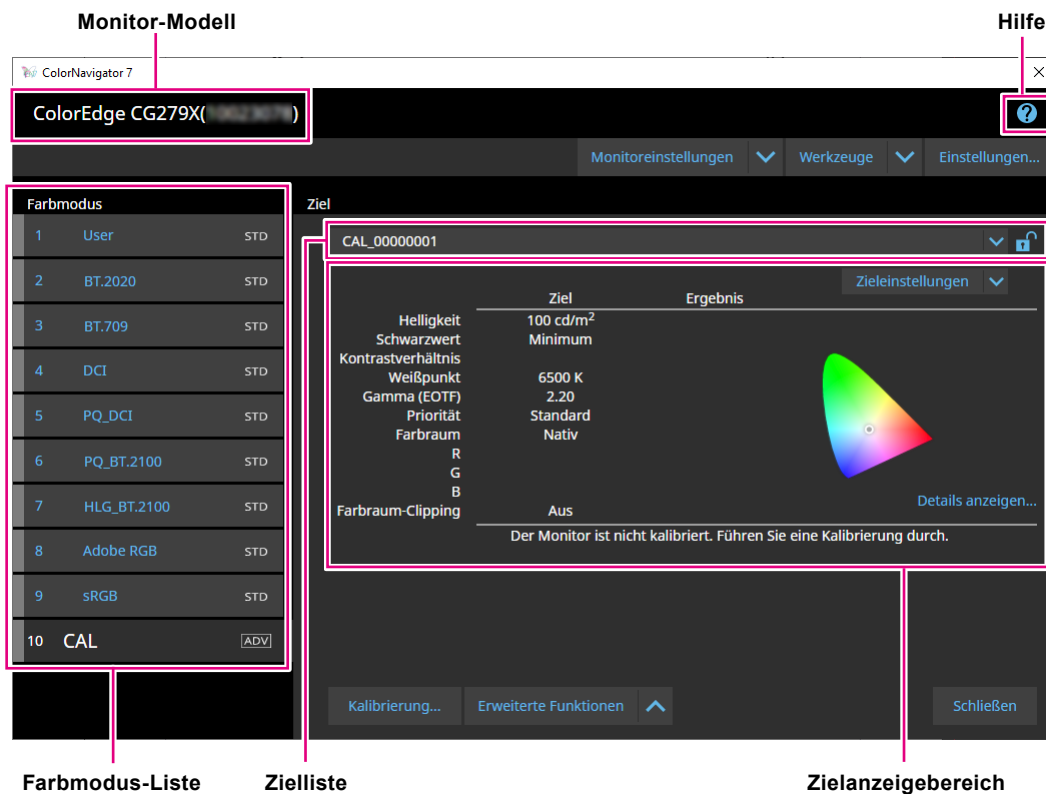 Monitor-Modell
Hilfe
ColorNavigator 7
ColorEdge CG279X( )
Monitoreinstellungen
Werkzeuge
Einstellungen...
Farbmodus
Ziel
1 User STD
2 BT.2020 STD
3 BT.709 STD
4 DCI STD
5 PQ_DCI STD
6 PQ_BT.2100 STD
7 HLG_BT.2100 STD
8 Adobe RGB STD
9 sRGB STD
10 CAL ADV
CAL_00000001
Zieleinstellungen
Ziel Ergebnis
Helligkeit 100 cd/m²
Schwarzwert Minimum
Kontrastverhältnis
Weißpunkt 6500 K
Gamma (EOTF) 2.20
Priorität Standard
Farbraum Nativ
R
G
B
Farbraum-Clipping Aus
Details anzeigen...
Der Monitor ist nicht kalibriert. Führen Sie eine Kalibrierung durch.
Kalibrierung...
Erweiterte Funktionen
Schließen
Farbmodus-Liste
Zielliste
Zielanzeigebereich